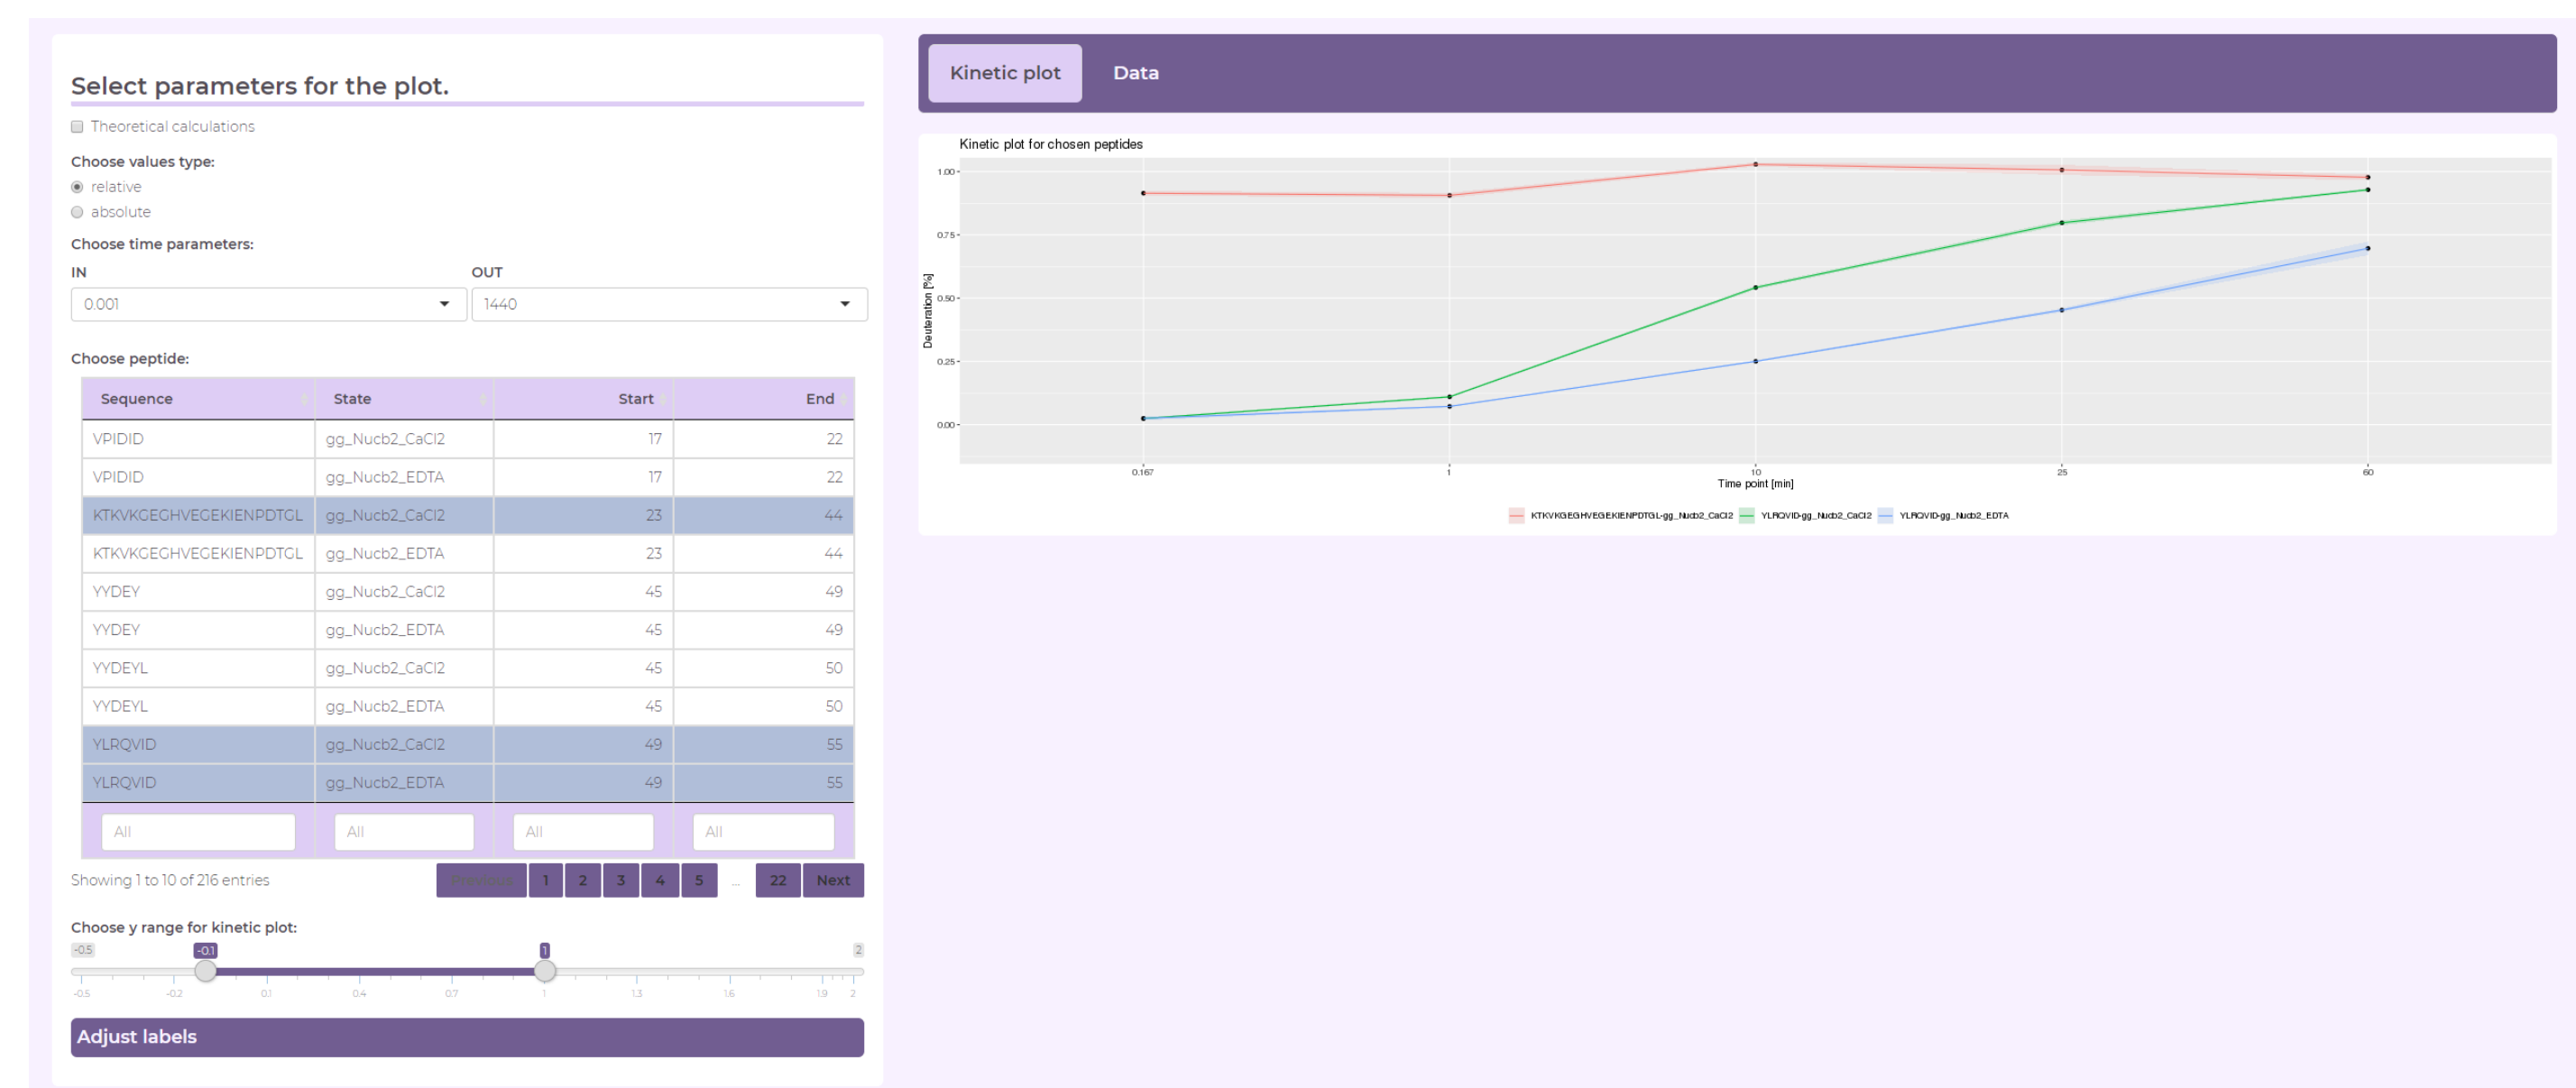 Select parameters for the plot.
Theoretical calculations
Choose values type:
relative
absolute
Choose time parameters:
IN OUT
0.001 1440
Choose peptide:
Sequence State Start End
VPIDID gg_Nucb2_CaCl2 17 22
VPIDID gg_Nucb2_EDTA 17 22
KTKVKGEGHVEGEKIENPDTGL gg_Nucb2_CaCl2 23 44
KTKVKGEGHVEGEKIENPDTGL gg_Nucb2_EDTA 23 44
YYDEY gg_Nucb2_CaCl2 45 49
YYDEY gg_Nucb2_EDTA 45 49
YYDEYL gg_Nucb2_CaCl2 45 50
YYDEYL gg_Nucb2_EDTA 45 50
YLRQVID gg_Nucb2_CaCl2 49 55
YLRQVID gg_Nucb2_EDTA 49 55
All All All All
Showing 1 to 10 of 216 entries Previous 1 2 3 4 5 ... 22 Next
Choose y range for kinetic plot:
-0.5 -0.1 1 2
-0.5 -0.2 0.1 0.4 0.7 1 1.3 1.6 1.9 2
Adjust labels
Kinetic plot Data
Kinetic plot for chosen peptides
Deuteration [%]
1.00
0.75
0.50
0.25
0.00
0.167 1 10 25 60
Time point [min]
KTKVKGEGHVEGEKIENPDTGL-gg_Nucb2_CaCl2 YLRQVID-gg_Nucb2_CaCl2 YLRQVID-gg_Nucb2_EDTA